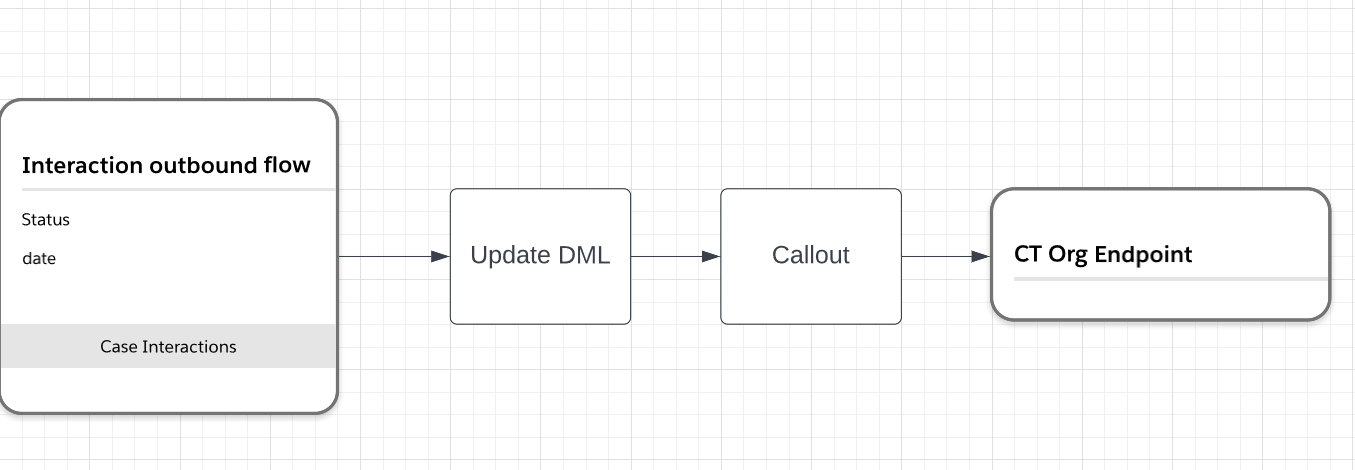 Interaction outbound flow
Status
date
Case Interactions
Update DML
Callout
CT Org Endpoint